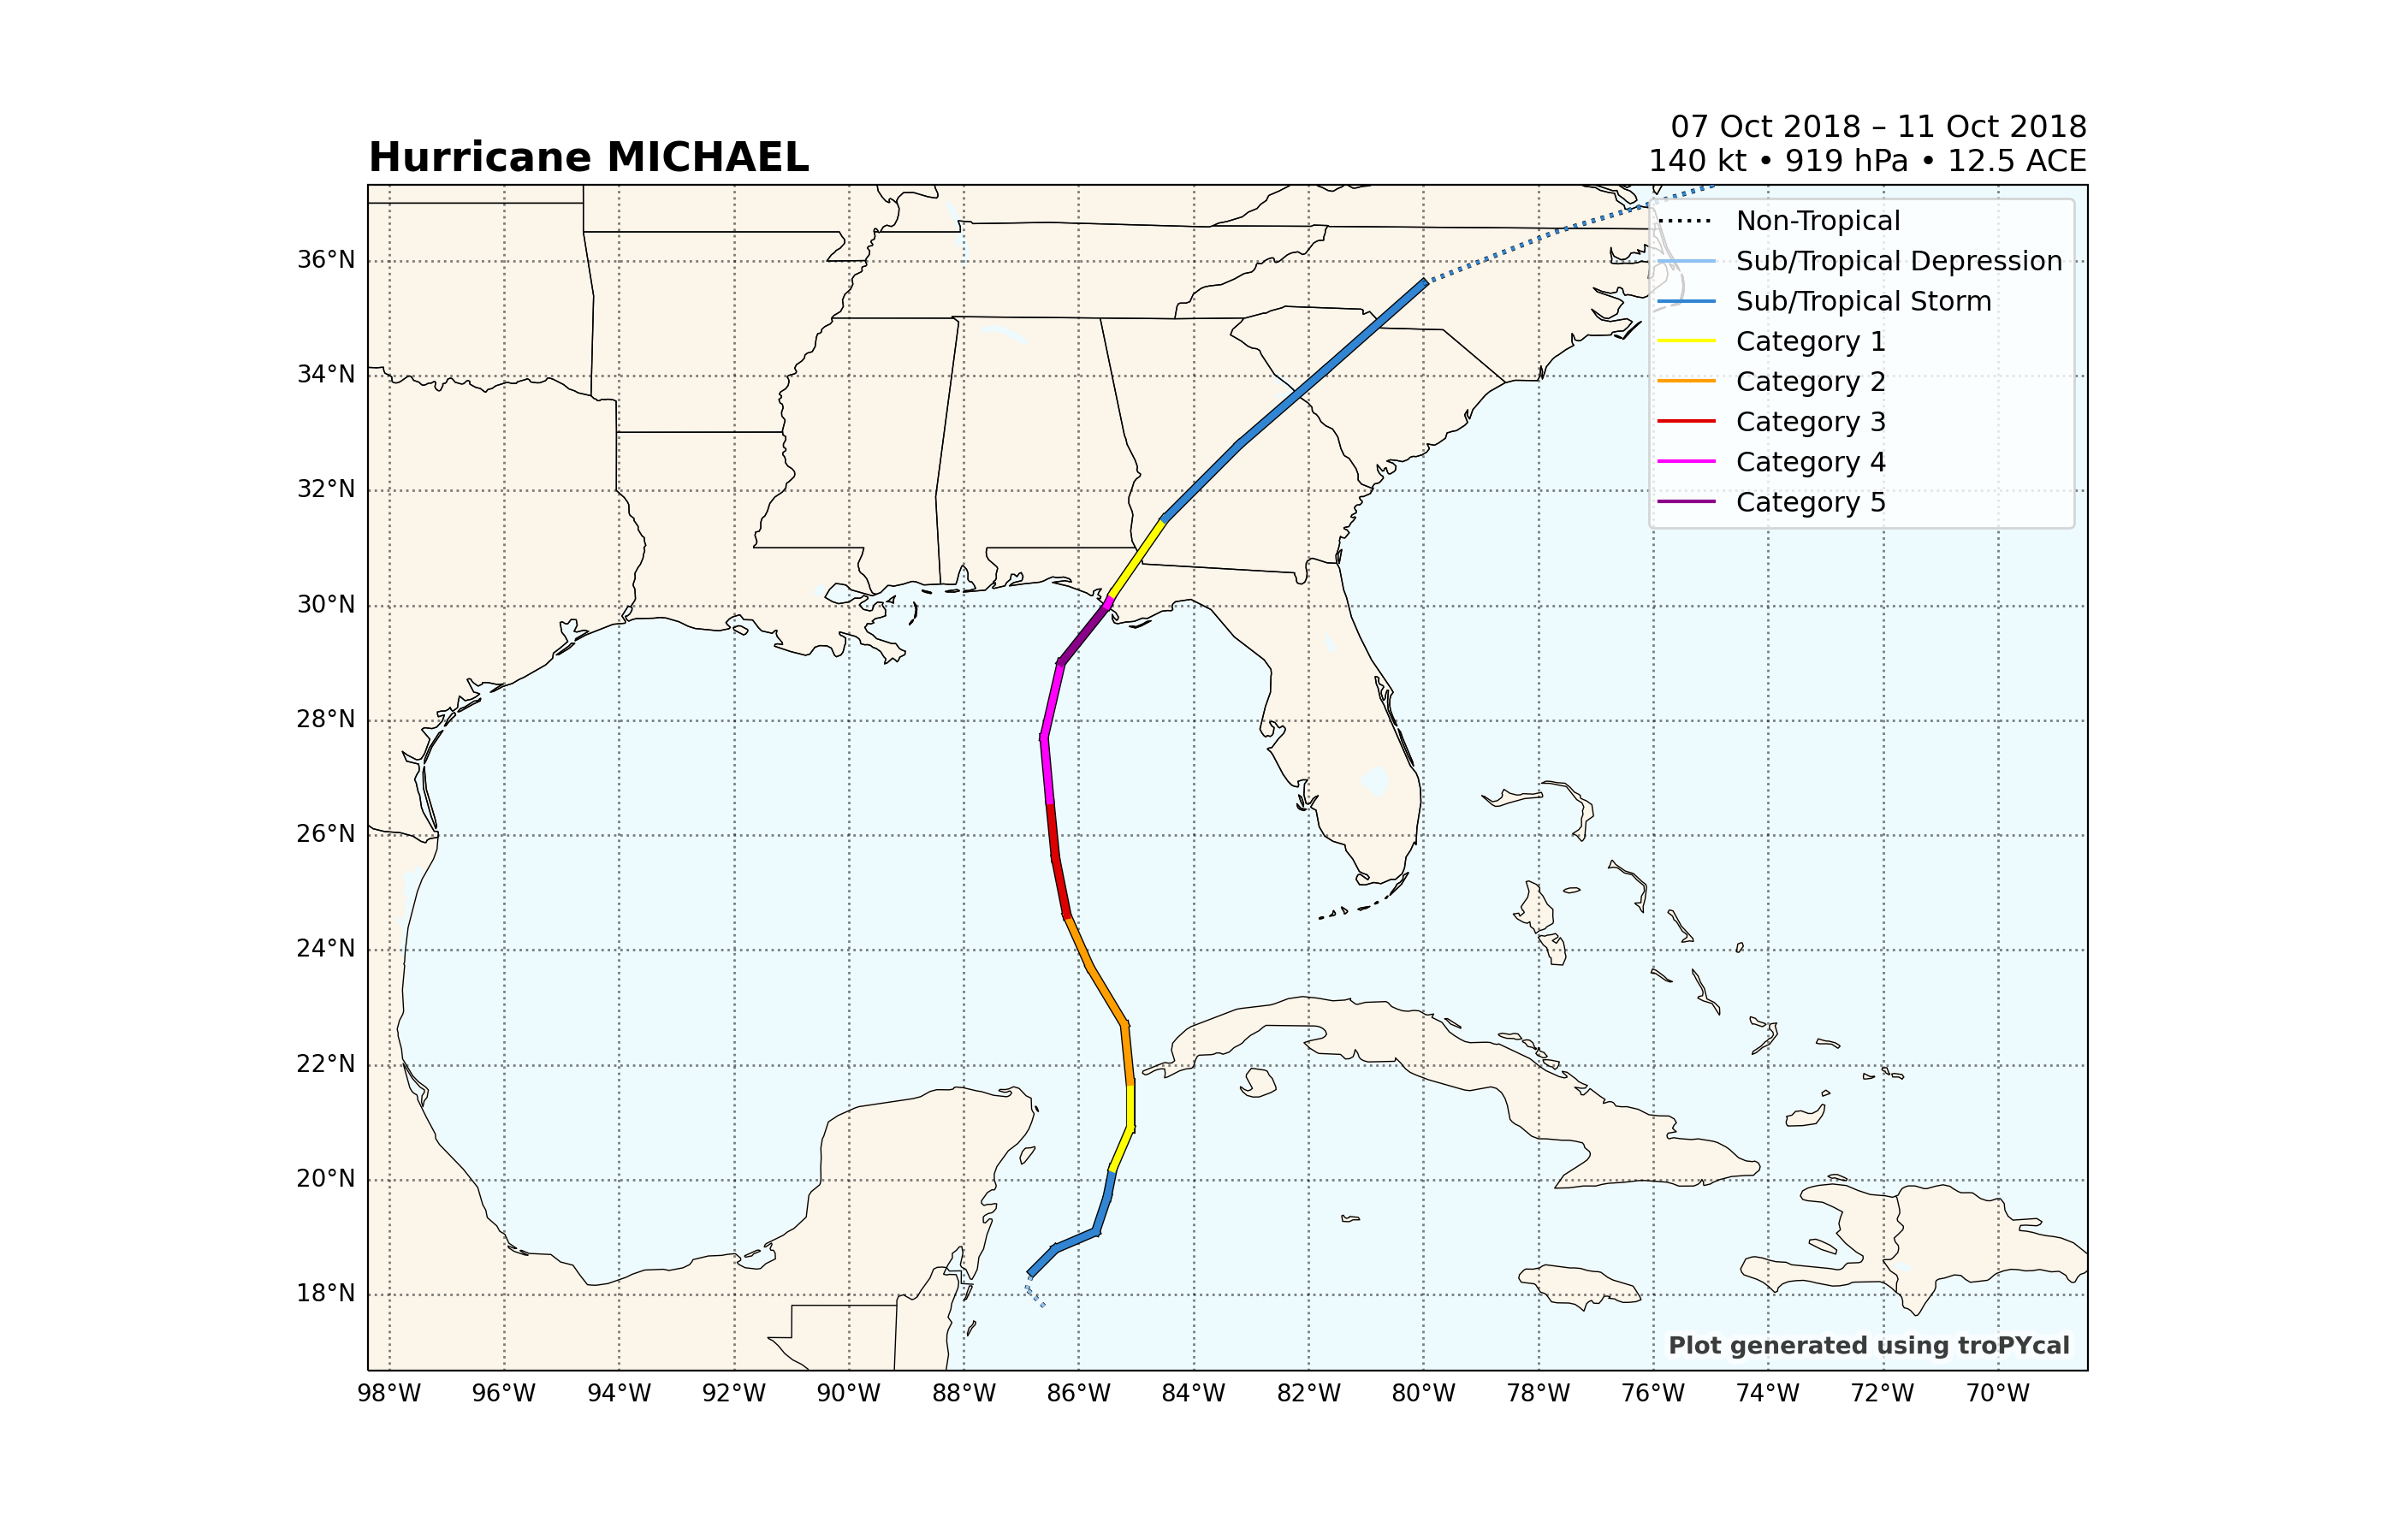 Hurricane MICHAEL
07 Oct 2018 – 11 Oct 2018
140 kt • 919 hPa • 12.5 ACE
Non-Tropical
Sub/Tropical Depression
Sub/Tropical Storm
Category 1
Category 2
Category 3
Category 4
Category 5
36°N
34°N
32°N
30°N
28°N
26°N
24°N
22°N
20°N
18°N
Plot generated using troPYcal
98°W 96°W 94°W 92°W 90°W 88°W 86°W 84°W 82°W 80°W 78°W 76°W 74°W 72°W 70°W